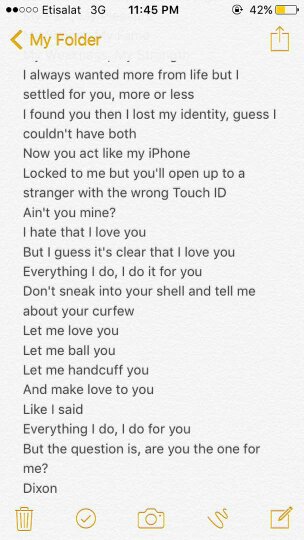 Etisalat 3G 11:45 PM 42%
My Folder
I always wanted more from life but I
settled for you, more or less
I found you then I lost my identity, guess I
couldn't have both
Now you act like my iPhone
Locked to me but you'll open up to a
stranger with the wrong Touch ID
Ain't you mine?
I hate that I love you
But I guess it's clear that I love you
Everything I do, I do it for you
Don't sneak into your shell and tell me
about your curfew
Let me love you
Let me ball you
Let me handcuff you
And make love to you
Like I said
Everything I do, I do for you
But the question is, are you the one for
me?
Dixon